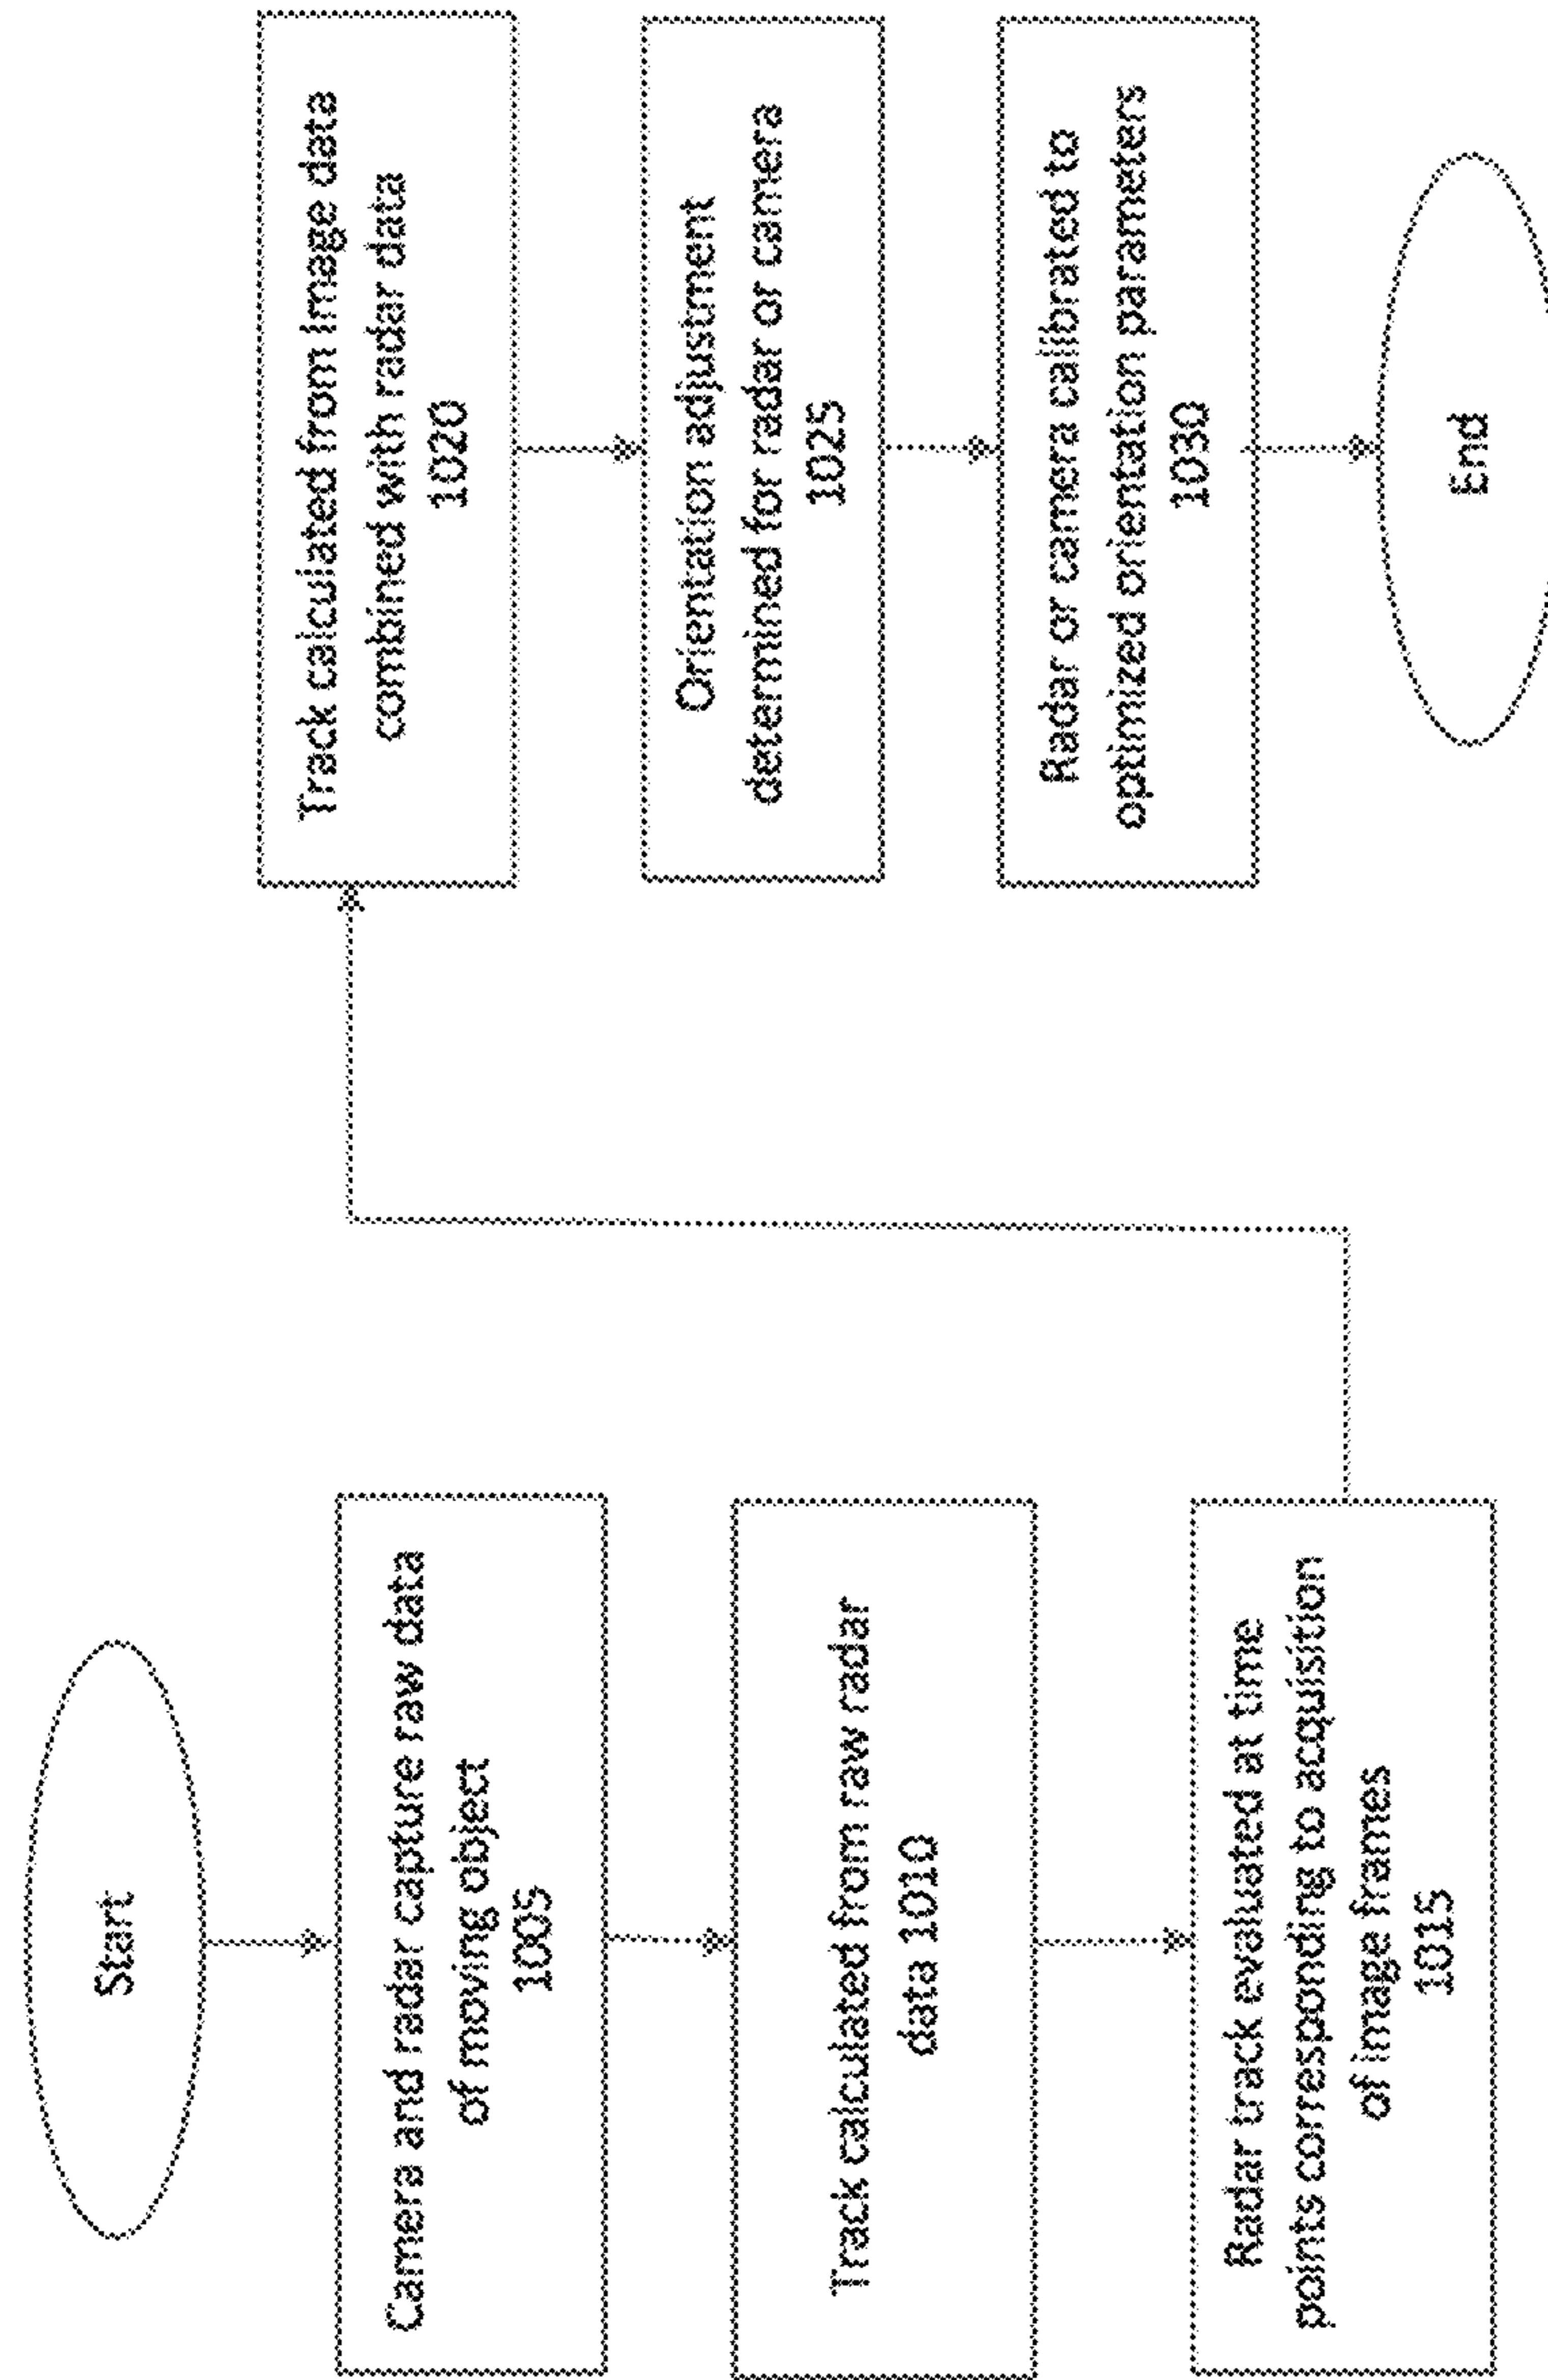 Start
Camera and radar capture raw data
of moving object
1005
Track calculated from raw radar
data 1010
Radar track evaluated at time
points corresponding to acquisition
of image frames
1015
Track calculated from image data
combined with radar data
1020
Orientation adjustment
determined for radar or camera
1025
Radar or camera calibrated to
optimized orientation parameters
1030
End